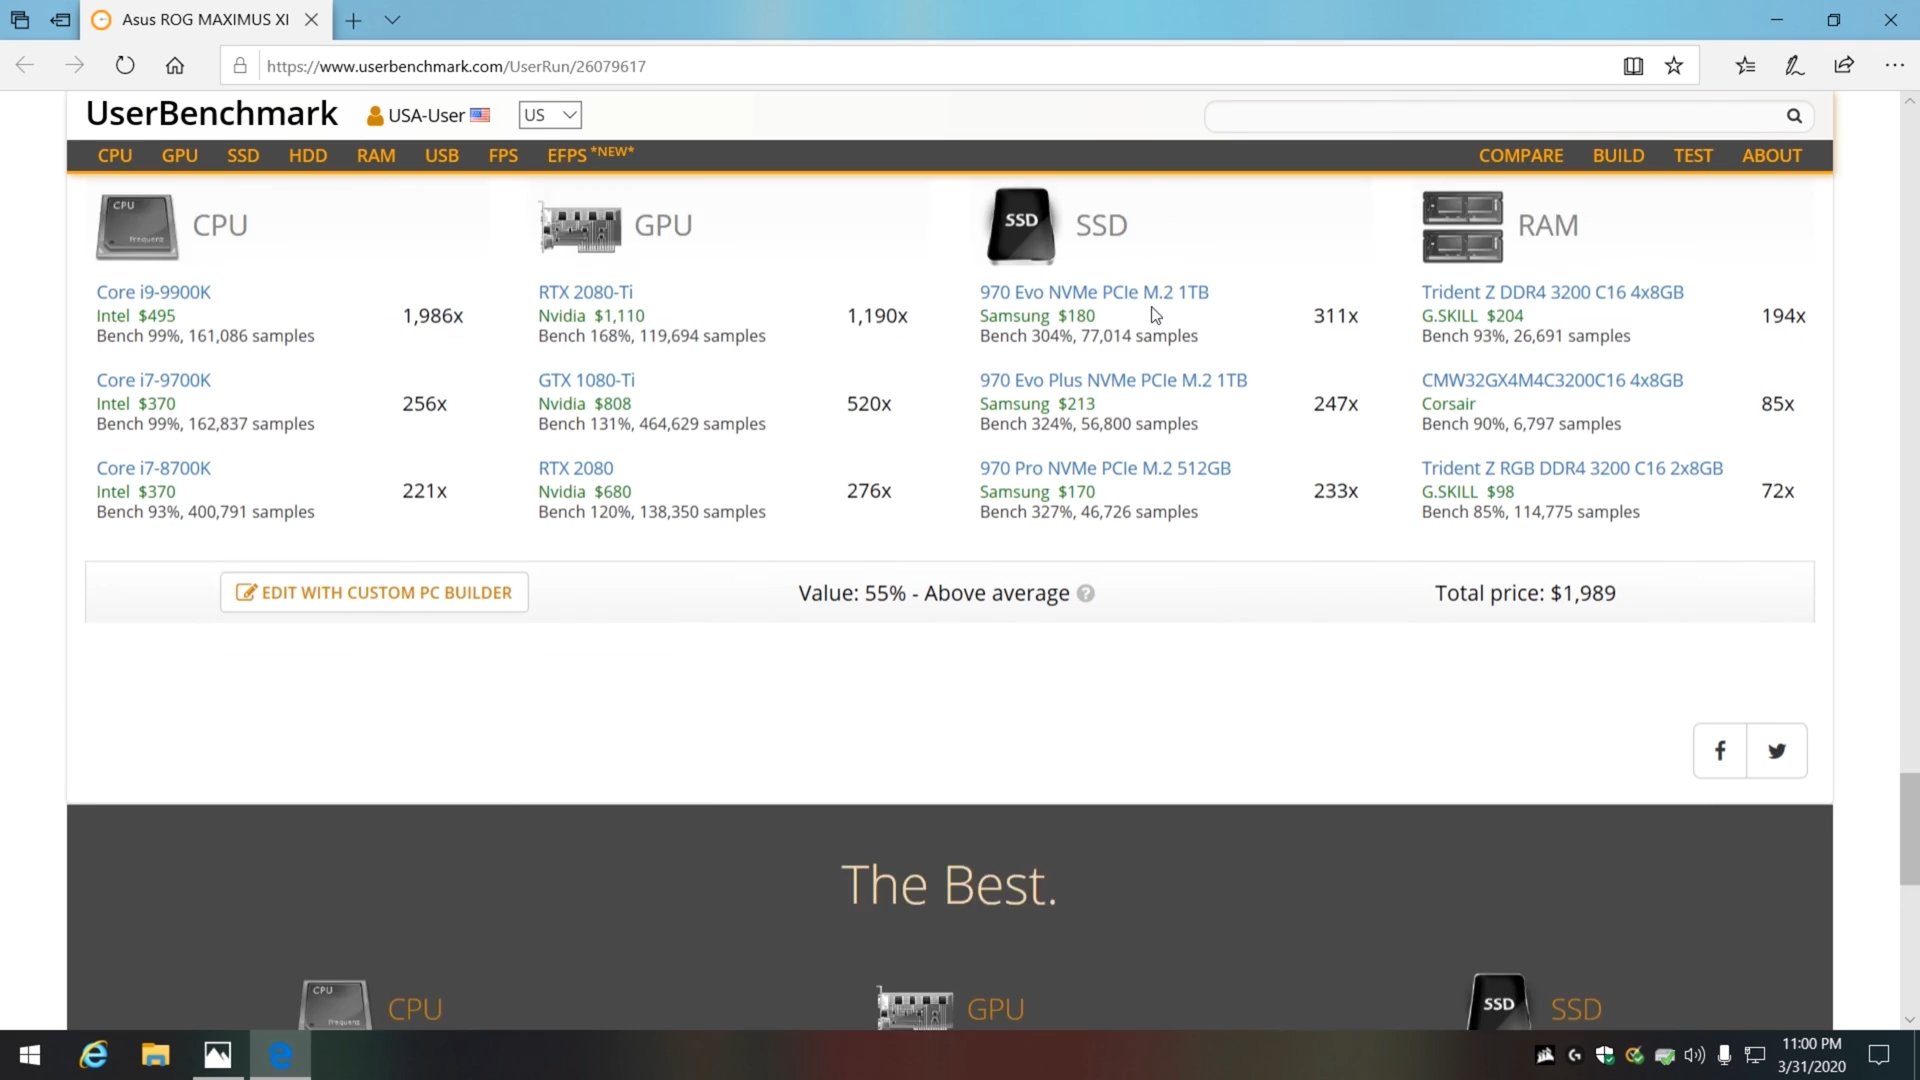 Asus ROG MAXIMUS XI
https://www.userbenchmark.com/UserRun/26079617
UserBenchmark USA-User US
CPU GPU SSD HDD RAM USB FPS EFPS *NEW* COMPARE BUILD TEST ABOUT
CPU
CPU
Core i9-9900K
Intel $495
Bench 99%, 161,086 samples
1,986x
Core i7-9700K
Intel $370
Bench 99%, 162,837 samples
256x
Core i7-8700K
Intel $370
Bench 93%, 400,791 samples
221x
GPU
RTX 2080-Ti
Nvidia $1,110
Bench 168%, 119,694 samples
1,190x
GTX 1080-Ti
Nvidia $808
Bench 131%, 464,629 samples
520x
RTX 2080
Nvidia $680
Bench 120%, 138,350 samples
276x
SSD
SSD
970 Evo NVMe PCIe M.2 1TB
Samsung $180
Bench 304%, 77,014 samples
311x
970 Evo Plus NVMe PCIe M.2 1TB
Samsung $213
Bench 324%, 56,800 samples
247x
970 Pro NVMe PCIe M.2 512GB
Samsung $170
Bench 327%, 46,726 samples
233x
RAM
Trident Z DDR4 3200 C16 4x8GB
G.SKILL $204
Bench 93%, 26,691 samples
194x
CMW32GX4M4C3200C16 4x8GB
Corsair
Bench 90%, 6,797 samples
85x
Trident Z RGB DDR4 3200 C16 2x8GB
G.SKILL $98
Bench 85%, 114,775 samples
72x
EDIT WITH CUSTOM PC BUILDER
Value: 55% - Above average ?
Total price: $1,989
The Best.
CPU
CPU
GPU
SSD
SSD
11:00 PM
3/31/2020